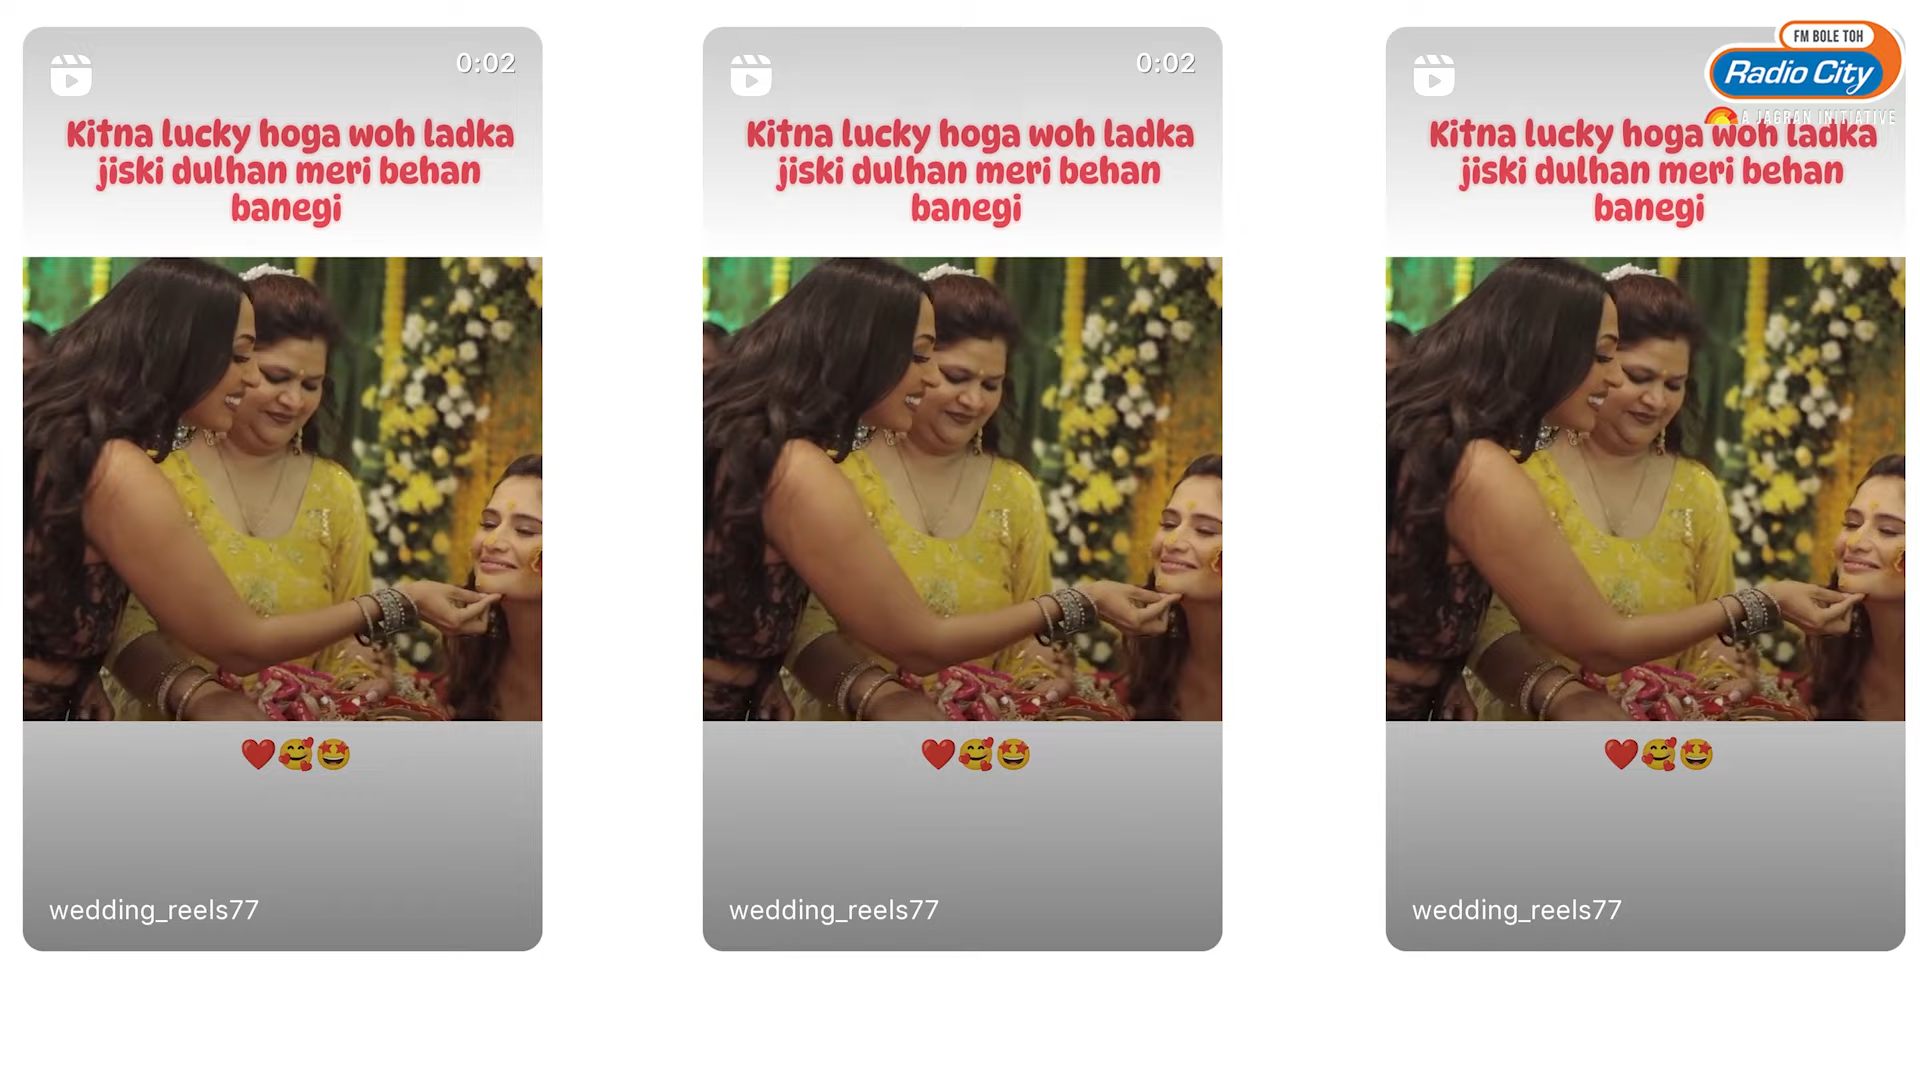 0:02
Kitna lucky hoga woh ladka
jiski dulhan meri behan
banegi
wedding_reels77
0:02
Kitna lucky hoga woh ladka
jiski dulhan meri behan
banegi
wedding_reels77
FM BOLE TOH
Radio City
A JAGRAN INITIATIVE
Kitna lucky hoga woh ladka
jiski dulhan meri behan
banegi
wedding_reels77